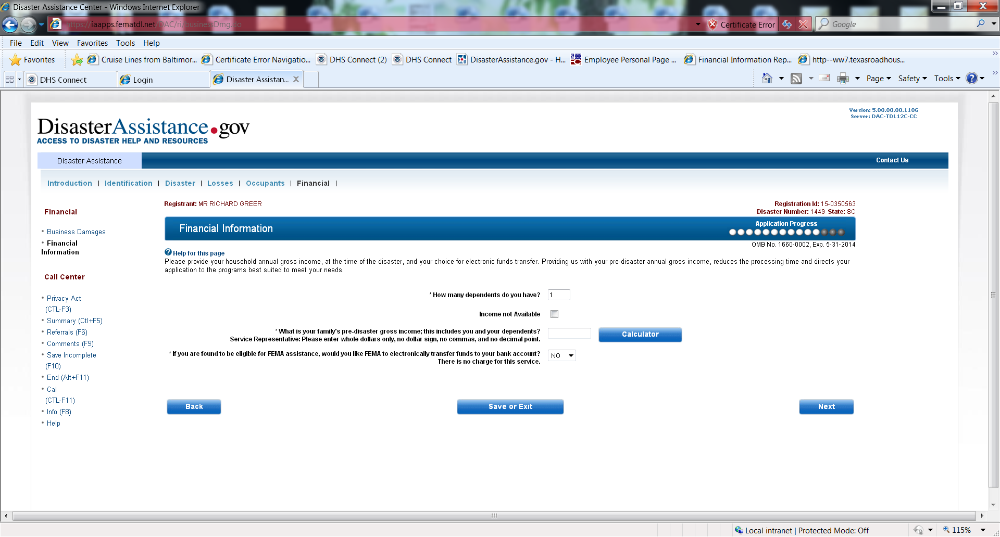 Disaster Assistance Center - Windows Internet Explorer
https://iaapps.fematdl.net/DAC/ri/businessDmg.do
Certificate Error
Google
File Edit View Favorites Tools Help
Favorites
Cruise Lines from Baltimor...
Certificate Error Navigatio...
DHS Connect (2)
DHS Connect
DisasterAssistance.gov - H...
Employee Personal Page ...
Financial Information Rep...
http--ww7.texasroadhous...
DHS Connect
Login
Disaster Assistan...
Page Safety Tools
Version: 5.00.00.00.1106
Server: DAC-TDL12C-CC
DisasterAssistance.gov
ACCESS TO DISASTER HELP AND RESOURCES
Disaster Assistance
Contact Us
Introduction | Identification | Disaster | Losses | Occupants | Financial |
Registrant: MR RICHARD GREER
Registration Id: 15-0350563
Disaster Number: 1449 State: SC
Financial
Business Damages
Financial
Information
Call Center
Privacy Act
(CTL-F3)
Summary (Ctl+F5)
Referrals (F6)
Comments (F9)
Save Incomplete
(F10)
End (Alt+F11)
Cal
(CTL-F11)
Info (F8)
Help
Financial Information
Application Progress
OMB No. 1660-0002, Exp. 5-31-2014
Help for this page
Please provide your household annual gross income, at the time of the disaster, and your choice for electronic funds transfer. Providing us with your pre-disaster annual gross income, reduces the processing time and directs your
application to the programs best suited to meet your needs.
* How many dependents do you have? 1
Income not Available
* What is your family's pre-disaster gross income; this includes you and your dependents?
Service Representative: Please enter whole dollars only, no dollar sign, no commas, and no decimal point.
Calculator
* If you are found to be eligible for FEMA assistance, would you like FEMA to electronically transfer funds to your bank account?
There is no charge for this service.
NO
Back
Save or Exit
Next
Local intranet | Protected Mode: Off
115%